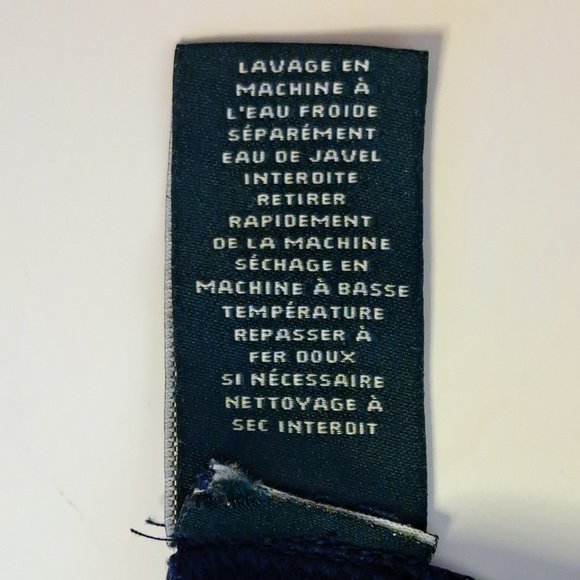 LAVAGE EN
MACHINE À
L'EAU FROIDE
SÉPARÉMENT
EAU DE JAVEL
INTERDITE
RETIRER
RAPIDEMENT
DE LA MACHINE
SÉCHAGE EN
MACHINE À BASSE
TEMPÉRATURE
REPASSER À
FER DOUX
SI NÉCESSAIRE
NETTOYAGE À
SEC INTERDIT